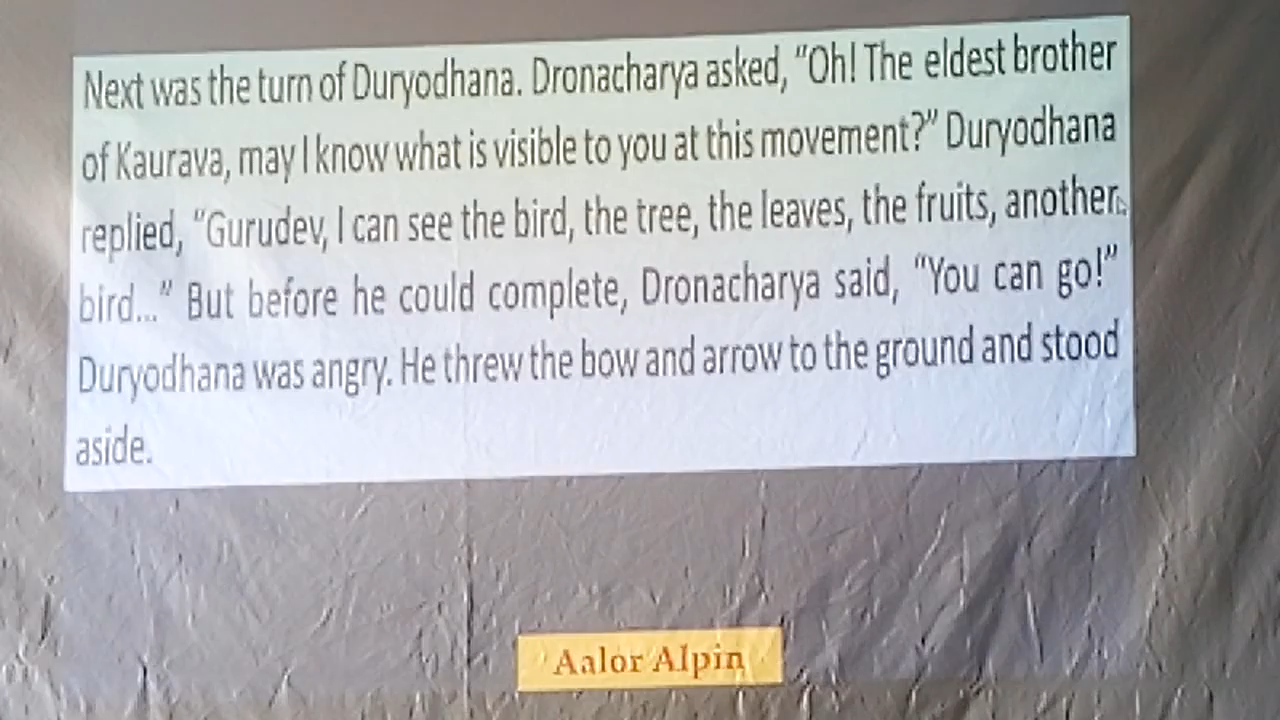 Next was the turn of Duryodhana. Dronacharya asked, “Oh! The eldest brother
of Kaurava, may I know what is visible to you at this movement?” Duryodhana
replied, “Gurudev, I can see the bird, the tree, the leaves, the fruits, another
bird...” But before he could complete, Dronacharya said, “You can go!”
Duryodhana was angry. He threw the bow and arrow to the ground and stood
aside.
Aalor Alpin